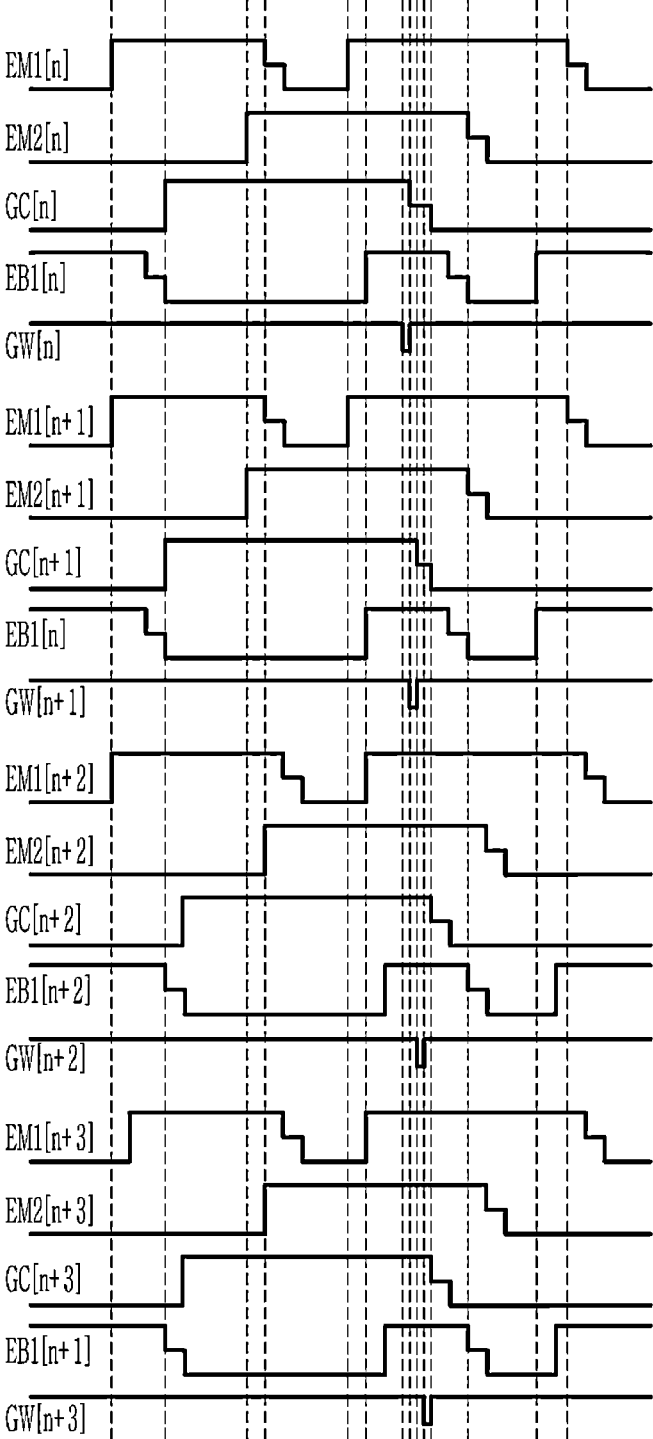 EM1[n]
EM2[n]
GC[n]
EB1[n]
GW[n]
EM1[n+1]
EM2[n+1]
GC[n+1]
EB1[n]
GW[n+1]
EM1[n+2]
EM2[n+2]
GC[n+2]
EB1[n+2]
GW[n+2]
EM1[n+3]
EM2[n+3]
GC[n+3]
EB1[n+1]
GW[n+3]